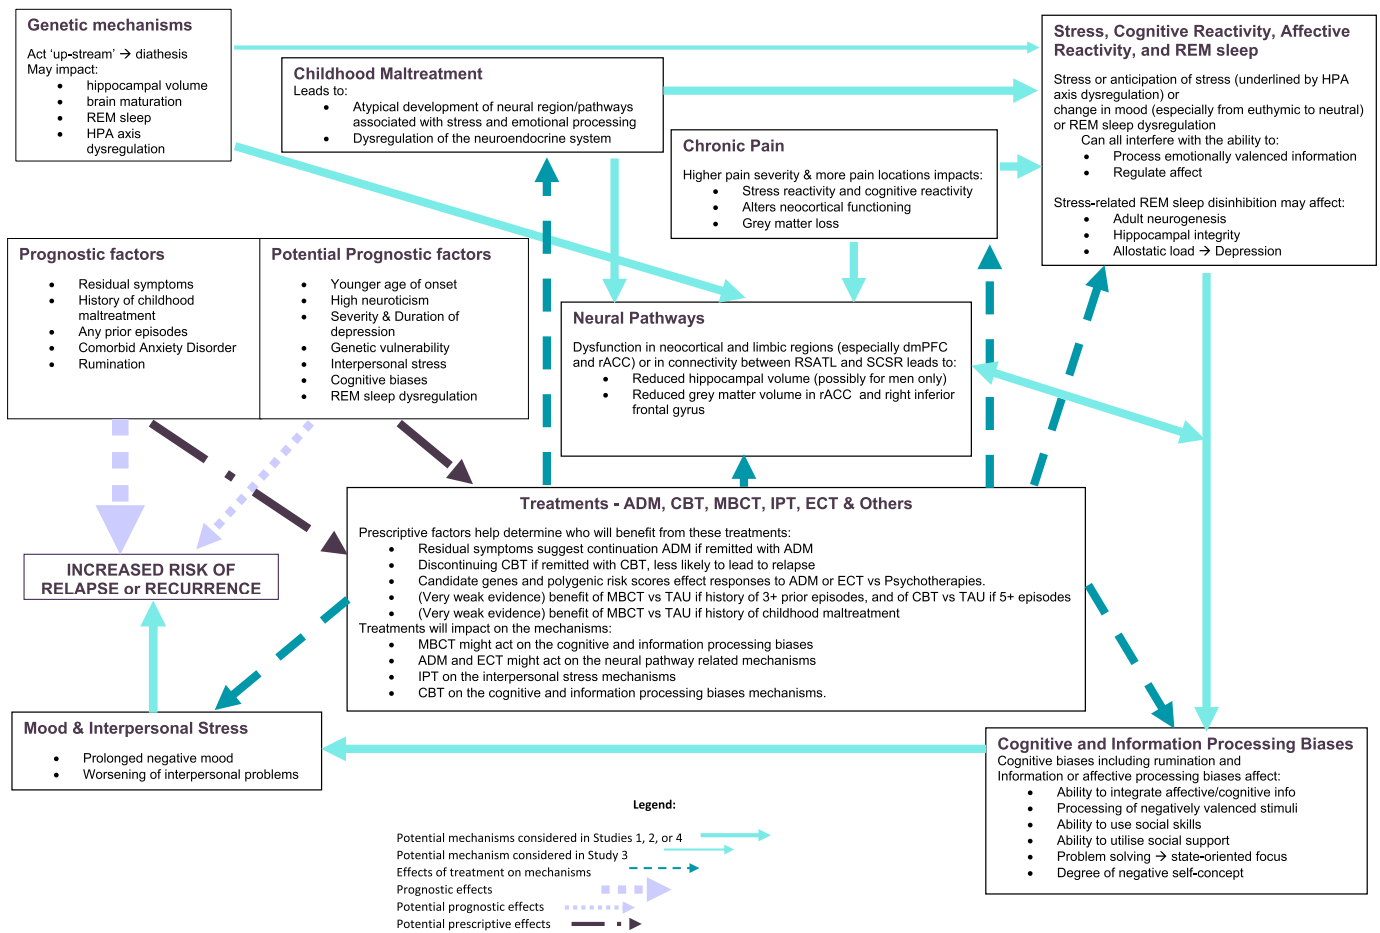 Genetic mechanisms
Act ‘up-stream’ → diathesis
May impact:
• hippocampal volume
• brain maturation
• REM sleep
• HPA axis
dysregulation
Childhood Maltreatment
Leads to:
• Atypical development of neural region/pathways
associated with stress and emotional processing
• Dysregulation of the neuroendocrine system
Chronic Pain
Higher pain severity & more pain locations impacts:
• Stress reactivity and cognitive reactivity
• Alters neocortical functioning
• Grey matter loss
Stress, Cognitive Reactivity, Affective
Reactivity, and REM sleep
Stress or anticipation of stress (underlined by HPA
axis dysregulation) or
change in mood (especially from euthymic to neutral)
or REM sleep dysregulation
Can all interfere with the ability to:
• Process emotionally valenced information
• Regulate affect
Stress-related REM sleep disinhibition may affect:
• Adult neurogenesis
• Hippocampal integrity
• Allostatic load → Depression
Prognostic factors
• Residual symptoms
• History of childhood
maltreatment
• Any prior episodes
• Comorbid Anxiety Disorder
• Rumination
Potential Prognostic factors
• Younger age of onset
• High neuroticism
• Severity & Duration of
depression
• Genetic vulnerability
• Interpersonal stress
• Cognitive biases
• REM sleep dysregulation
Neural Pathways
Dysfunction in neocortical and limbic regions (especially dmPFC
and rACC) or in connectivity between RSATL and SCSR leads to:
• Reduced hippocampal volume (possibly for men only)
• Reduced grey matter volume in rACC and right inferior
frontal gyrus
Treatments - ADM, CBT, MBCT, IPT, ECT & Others
Prescriptive factors help determine who will benefit from these treatments:
• Residual symptoms suggest continuation ADM if remitted with ADM
• Discontinuing CBT if remitted with CBT, less likely to lead to relapse
• Candidate genes and polygenic risk scores effect responses to ADM or ECT vs Psychotherapies.
• (Very weak evidence) benefit of MBCT vs TAU if history of 3+ prior episodes, and of CBT vs TAU if 5+ episodes
• (Very weak evidence) benefit of MBCT vs TAU if history of childhood maltreatment
Treatments will impact on the mechanisms:
• MBCT might act on the cognitive and information processing biases
• ADM and ECT might act on the neural pathway related mechanisms
• IPT on the interpersonal stress mechanisms
• CBT on the cognitive and information processing biases mechanisms.
INCREASED RISK OF
RELAPSE or RECURRENCE
Mood & Interpersonal Stress
• Prolonged negative mood
• Worsening of interpersonal problems
Cognitive and Information Processing Biases
Cognitive biases including rumination and
Information or affective processing biases affect:
• Ability to integrate affective/cognitive info
• Processing of negatively valenced stimuli
• Ability to use social skills
• Ability to utilise social support
• Problem solving → state-oriented focus
• Degree of negative self-concept
Legend:
Potential mechanisms considered in Studies 1, 2, or 4
Potential mechanism considered in Study 3
Effects of treatment on mechanisms
Prognostic effects
Potential prognostic effects
Potential prescriptive effects